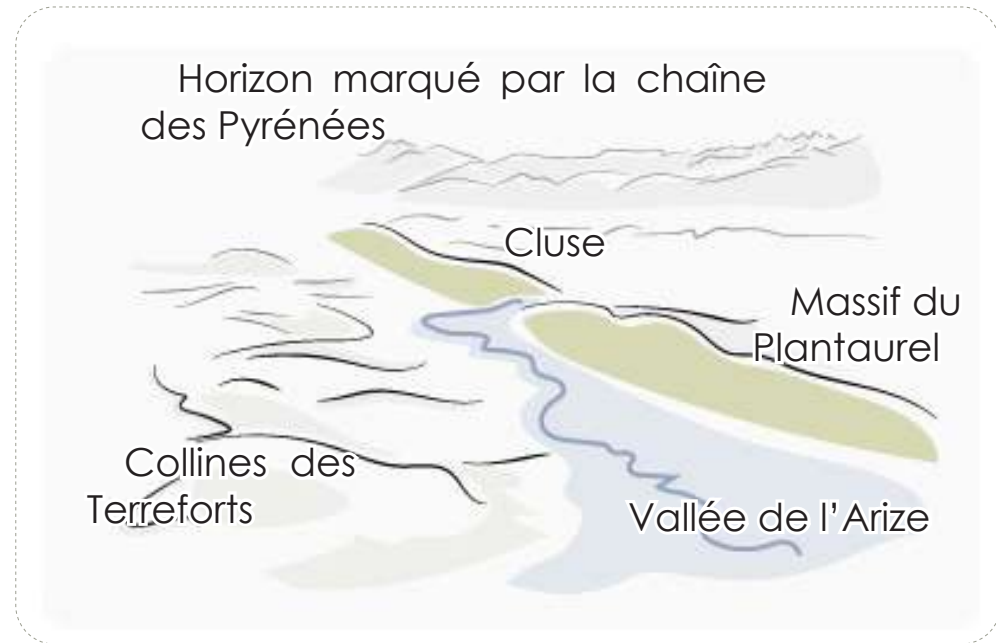 Horizon marqué par la chaîne
des Pyrénées
Cluse
Massif du
Plantaurel
Collines des
Terreforts
Vallée de l’Arize